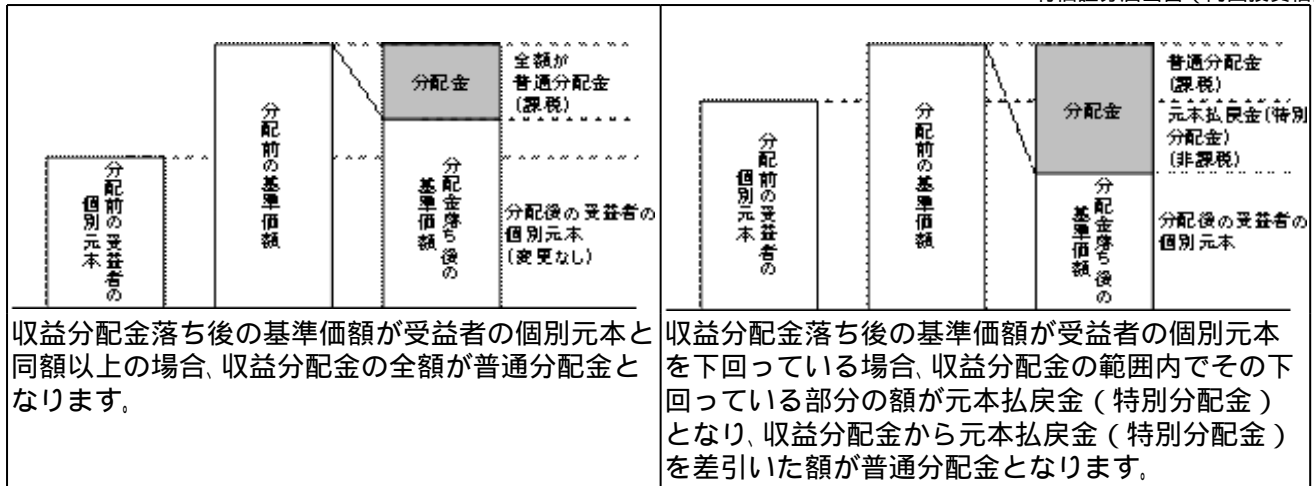 分配前の受益者の
個別元本
分配前の基準価額
分配金
分配金落ち後の
基準価額
全額が
普通分配金
(課税)
分配後の受益者の
個別元本
(変更なし)
収益分配金落ち後の基準価額が受益者の個別元本と
同額以上の場合、収益分配金の全額が普通分配金と
なります。
分配前の受益者の
個別元本
分配前の基準価額
分配金
分配金落ち後の
基準価額
普通分配金
(課税)
元本払戻金(特別
分配金)
(非課税)
分配後の受益者の
個別元本
収益分配金落ち後の基準価額が受益者の個別元本
を下回っている場合、収益分配金の範囲内でその下
回っている部分の額が元本払戻金(特別分配金)
となり、収益分配金から元本払戻金(特別分配金)
を差引いた額が普通分配金となります。